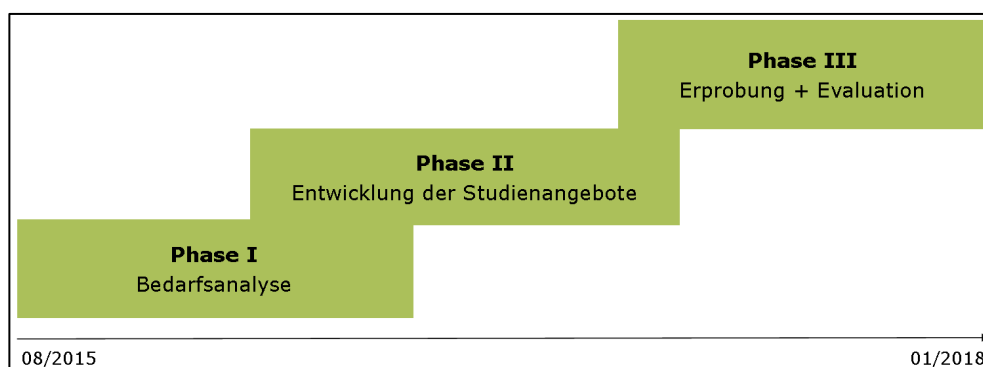 Phase III
Erprobung + Evaluation
Phase II
Entwicklung der Studienangebote
Phase I
Bedarfsanalyse
08/2015
01/2018